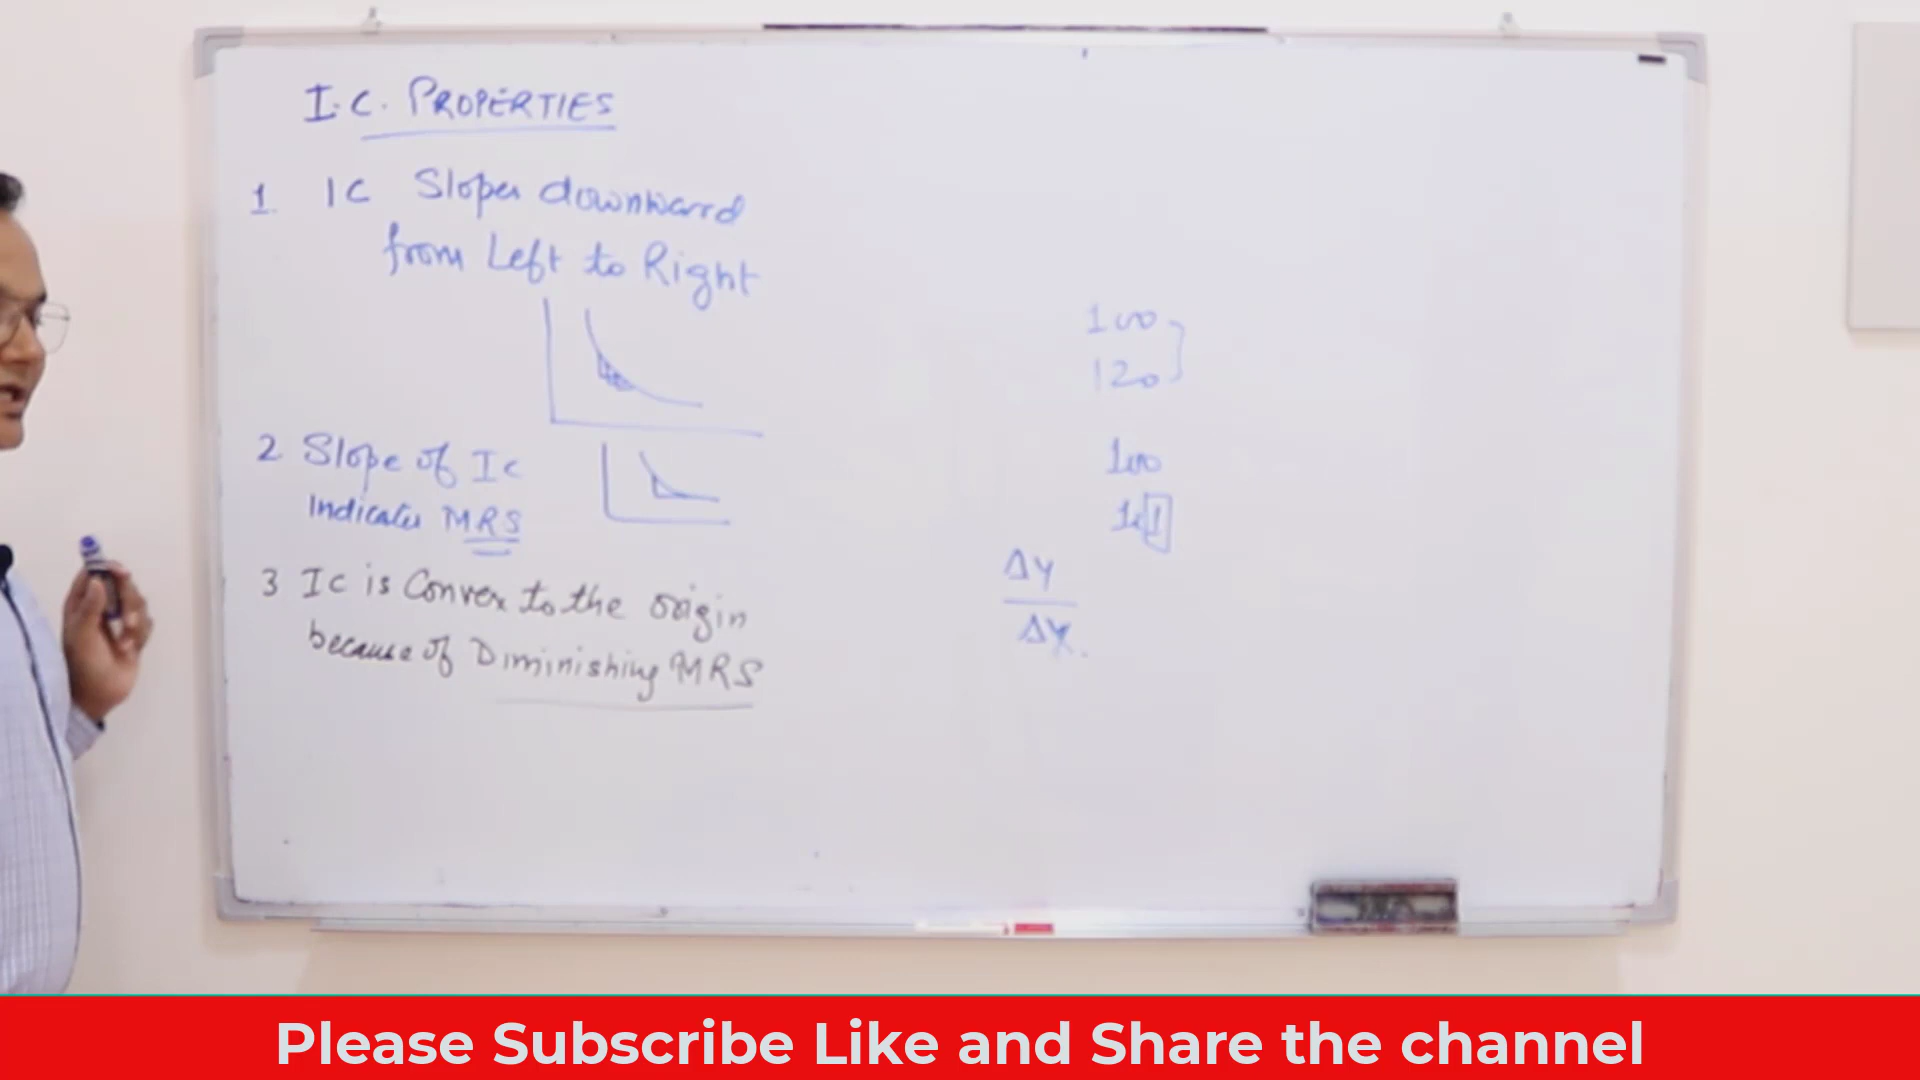 I.C. PROPERTIES
1. IC Slopes downward
from Left to Right
2 Slope of Ic
Indicates MRS
3 Ic is Convex to the origin
because of Diminishing MRS
100
120
100
101
ΔY
ΔX.
Please Subscribe Like and Share the channel